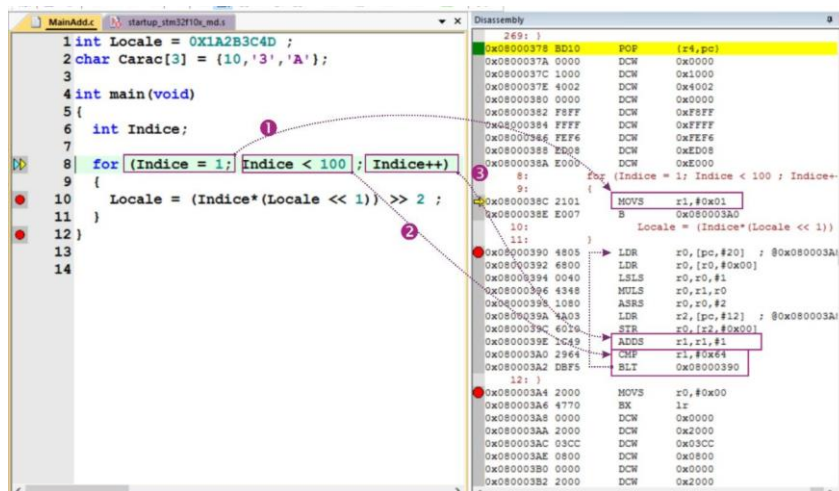 MainAdd.c startup_stm32f10x_md.s
1 int Locale = 0X1A2B3C4D ;
2 char Carac[3] = {10,'3','A'};
3
4 int main(void)
5 {
6 int Indice;
7
8 for (Indice = 1; Indice < 100 ; Indice++)
9 {
10 Locale = (Indice*(Locale << 1)) >> 2 ;
11 }
12 }
13
14
1
2
3
Disassembly
269: }
0x08000378 BD10 POP {r4,pc}
0x0800037A 0000 DCW 0x0000
0x0800037C 1000 DCW 0x1000
0x0800037E 4002 DCW 0x4002
0x08000380 0000 DCW 0x0000
0x08000382 F8FF DCW 0xF8FF
0x08000384 FFFF DCW 0xFFFF
0x08000386 FEF6 DCW 0xFEF6
0x08000388 ED08 DCW 0xED08
0x0800038A E000 DCW 0xE000
8: for (Indice = 1; Indice < 100 ; Indice+
9: {
0x0800038C 2101 MOVS r1,#0x01
0x0800038E E007 B 0x080003A0
10: Locale = (Indice*(Locale << 1))
11: }
0x08000390 4805 LDR r0,[pc,#20] ; @0x080003A
0x08000392 6800 LDR r0,[r0,#0x00]
0x08000394 0040 LSLS r0,r0,#1
0x08000396 4348 MULS r0,r1,r0
0x08000398 1080 ASRS r0,r0,#2
0x0800039A 4A03 LDR r2,[pc,#12] ; @0x080003A
0x0800039C 6010 STR r0,[r2,#0x00]
0x0800039E 1C49 ADDS r1,r1,#1
0x080003A0 2964 CMP r1,#0x64
0x080003A2 DBF5 BLT 0x08000390
12: }
0x080003A4 2000 MOVS r0,#0x00
0x080003A6 4770 BX lr
0x080003A8 0000 DCW 0x0000
0x080003AA 2000 DCW 0x2000
0x080003AC 03CC DCW 0x03CC
0x080003AE 0800 DCW 0x0800
0x080003B0 0000 DCW 0x0000
0x080003B2 2000 DCW 0x2000